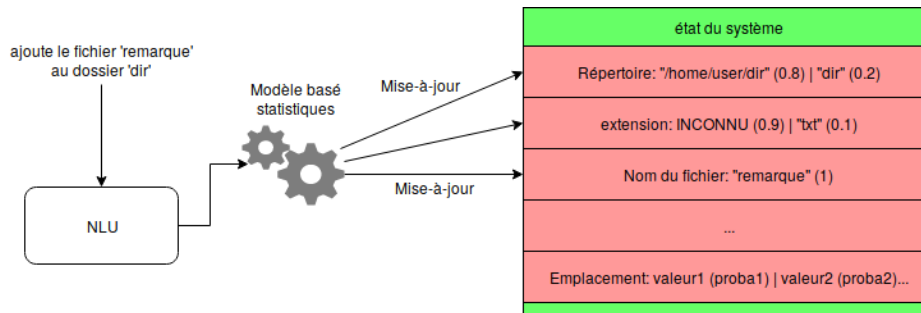 ajoute le fichier 'remarque'
au dossier 'dir'
NLU
Modèle basé
statistiques
Mise-à-jour
Mise-à-jour
état du système
Répertoire: "/home/user/dir" (0.8) | "dir" (0.2)
extension: INCONNU (0.9) | "txt" (0.1)
Nom du fichier: "remarque" (1)
...
Emplacement: valeur1 (proba1) | valeur2 (proba2)...